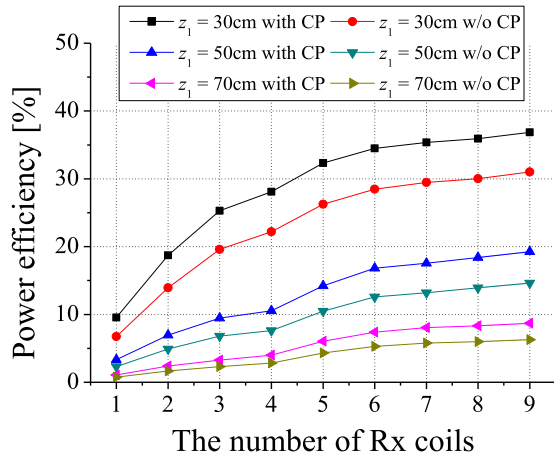 z1 = 30cm with CP z1 = 30cm w/o CP
z1 = 50cm with CP z1 = 50cm w/o CP
z1 = 70cm with CP z1 = 70cm w/o CP
50
40
30
20
10
0
Power efficiency [%]
1 2 3 4 5 6 7 8 9
The number of Rx coils